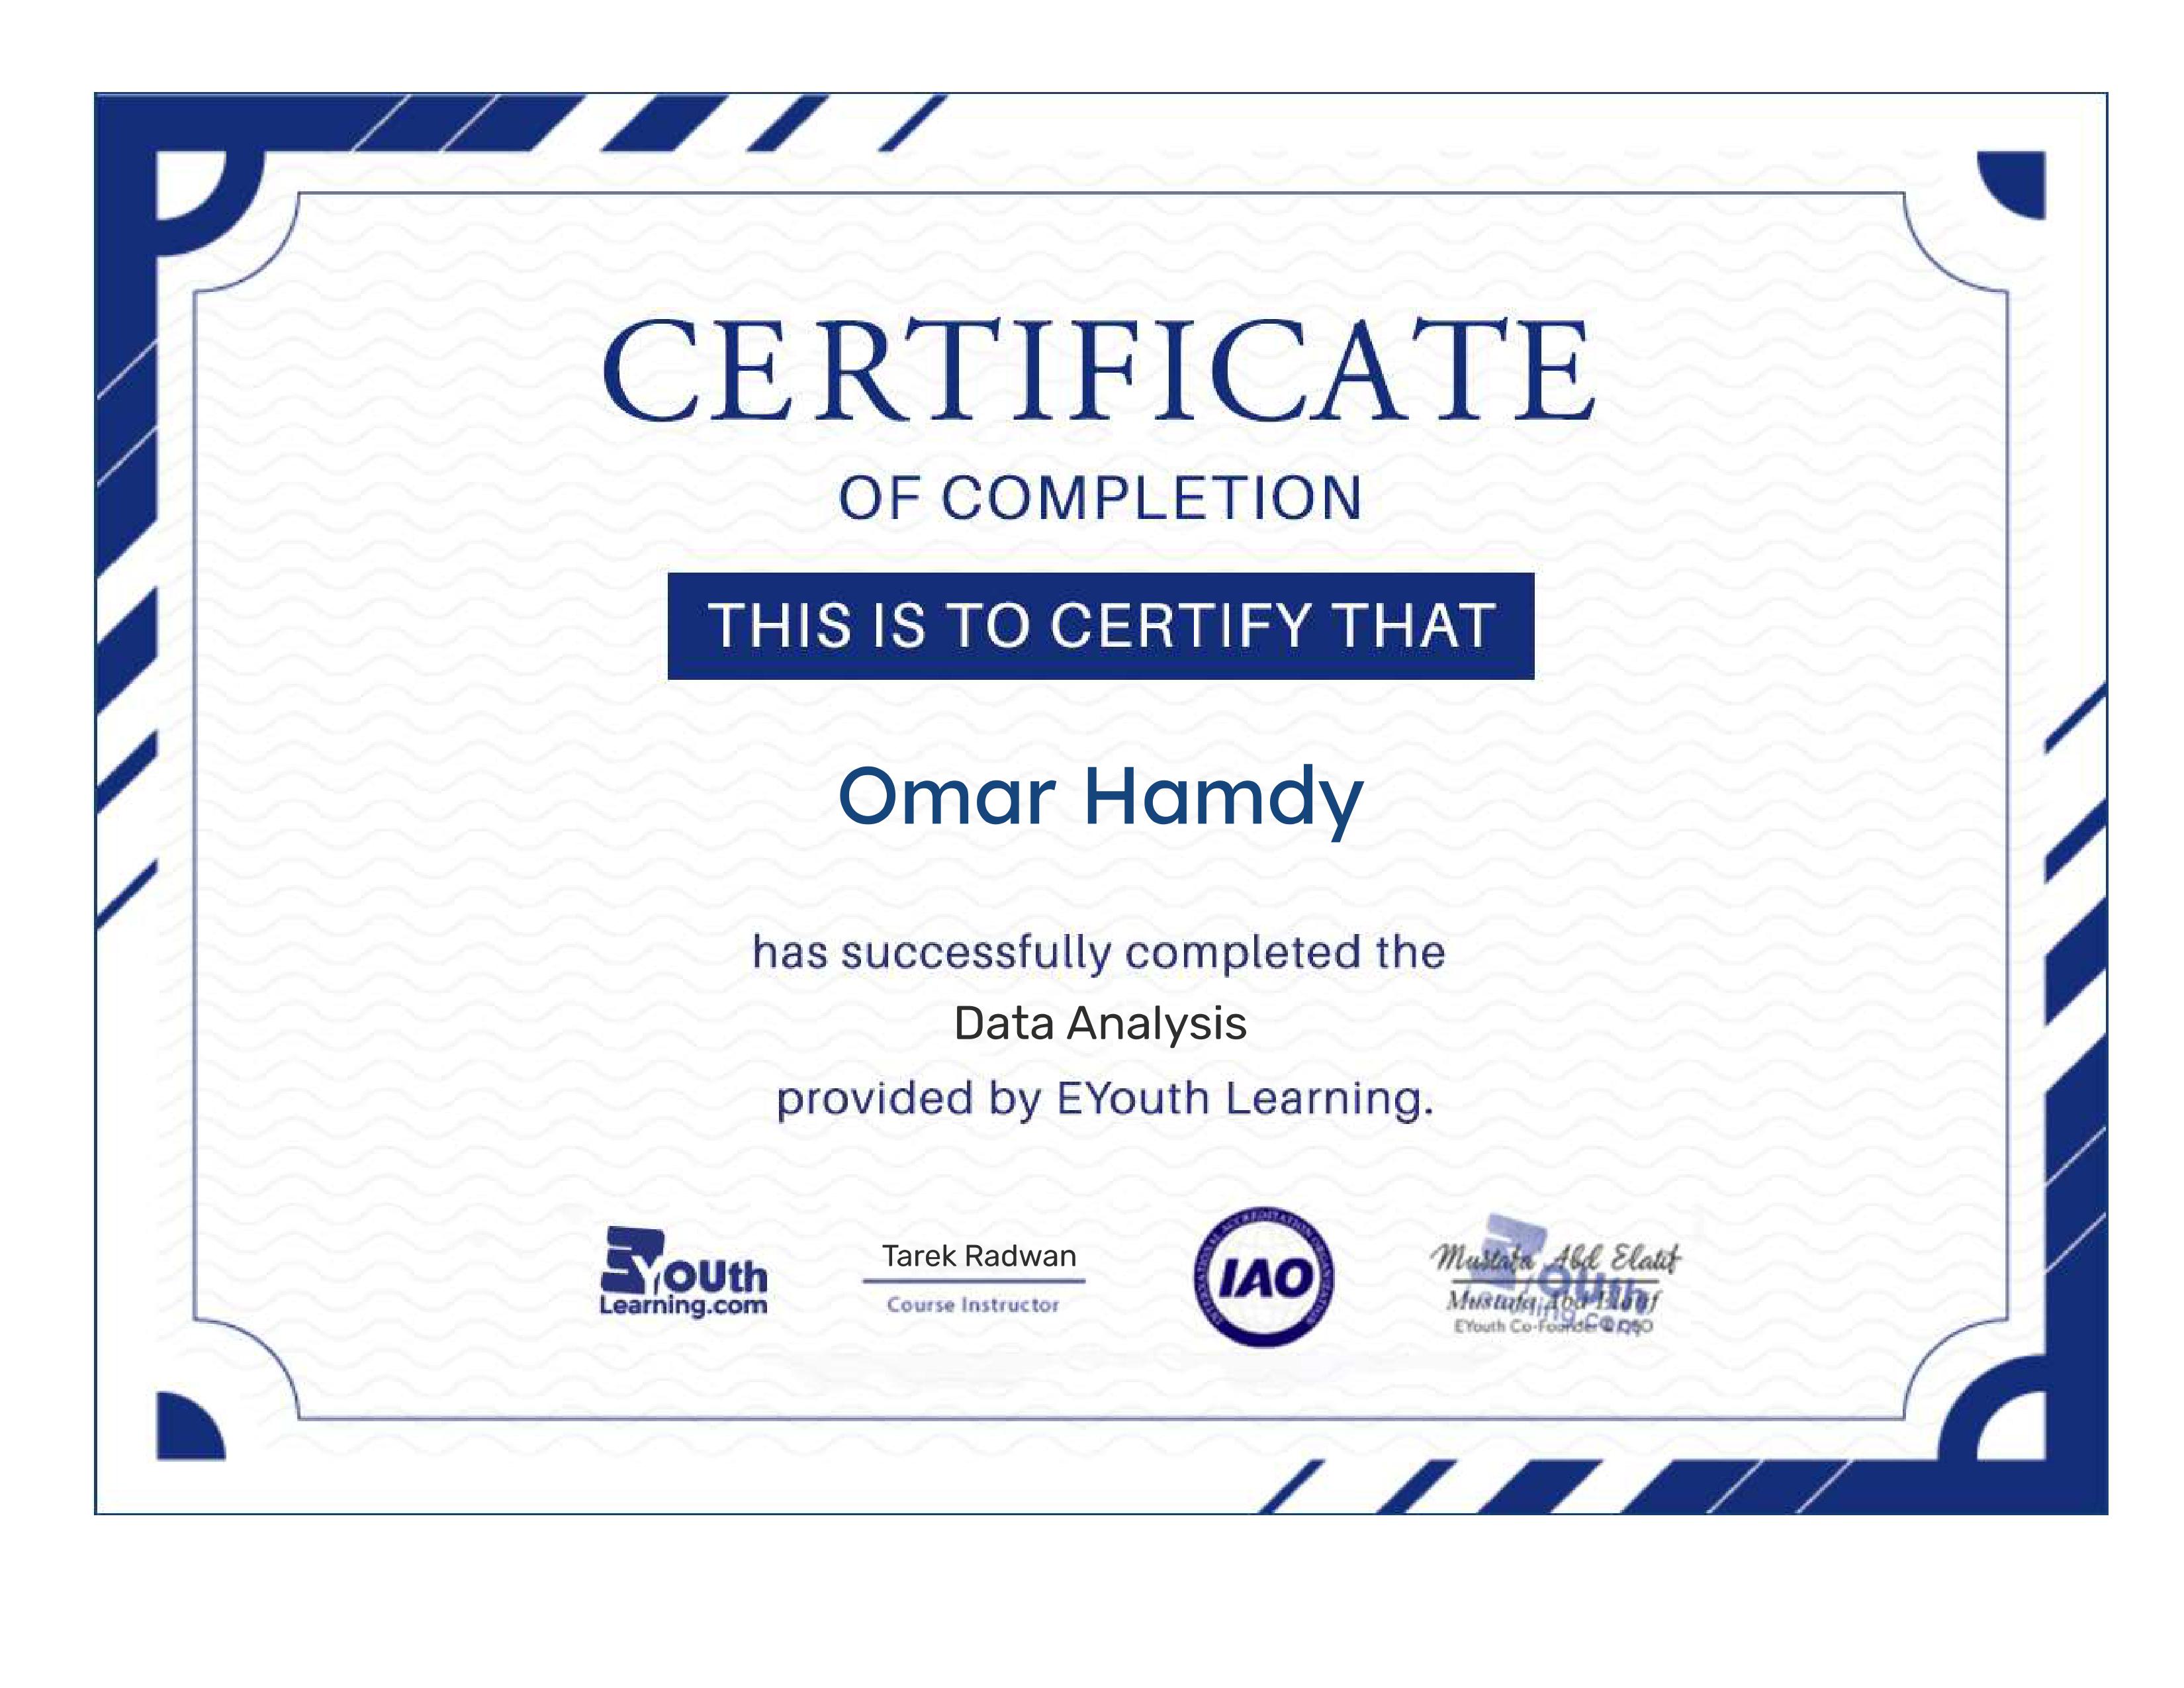 CERTIFICATE
OF COMPLETION
THIS IS TO CERTIFY THAT
Omar Hamdy
has successfully completed the
Data Analysis
provided by EYouth Learning.
EYouth
Learning.com
Tarek Radwan
Course Instructor
INTERNATIONAL ACCREDITATION ORGANIZATION
IAO
Mustafa Abd Elatif
Mustafa Abd Elatif
EYouth Co-Founder &